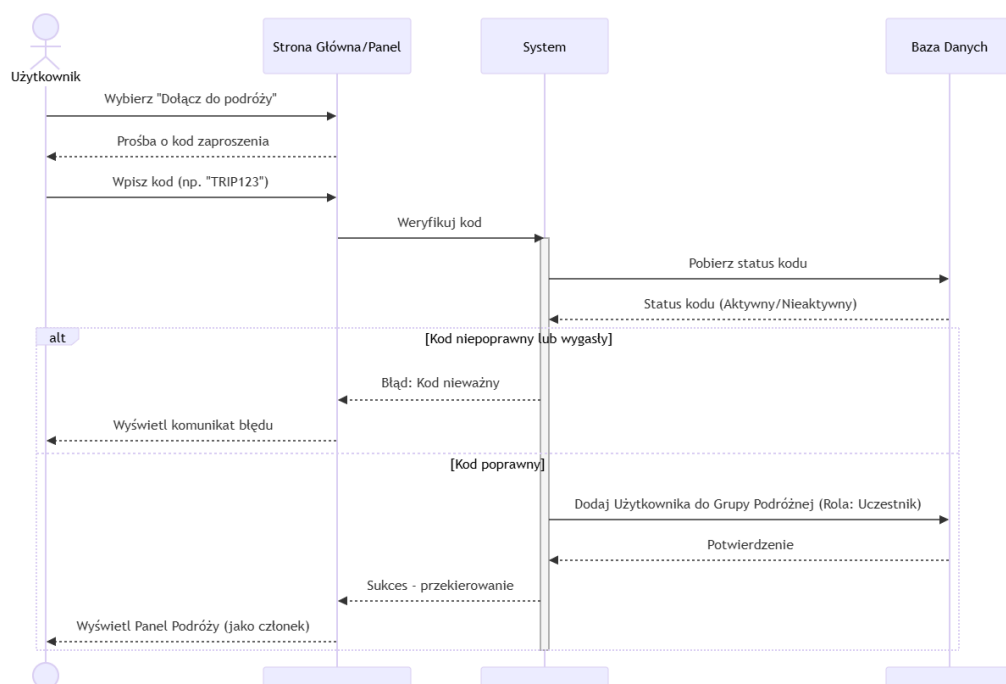 Strona Główna/Panel
System
Baza Danych
Użytkownik
Wybierz "Dołącz do podróży"
Prośba o kod zaproszenia
Wpisz kod (np. "TRIP123")
Weryfikuj kod
Pobierz status kodu
Status kodu (Aktywny/Nieaktywny)
alt
[Kod niepoprawny lub wygasły]
Błąd: Kod nieważny
Wyświetl komunikat błędu
[Kod poprawny]
Dodaj Użytkownika do Grupy Podróżnej (Rola: Uczestnik)
Potwierdzenie
Sukces - przekierowanie
Wyświetl Panel Podróży (jako członek)